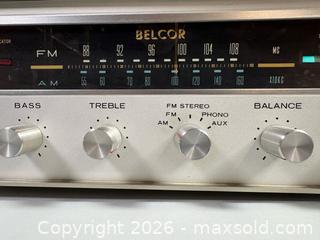 BELCOR
FM 88 92 96 100 104 108 MC
AM 55 60 70 80 100 120 140 160 X10KC
BASS TREBLE FM STEREO BALANCE
FM PHONO
AM AUX
Copyright 2026 - maxsold.com